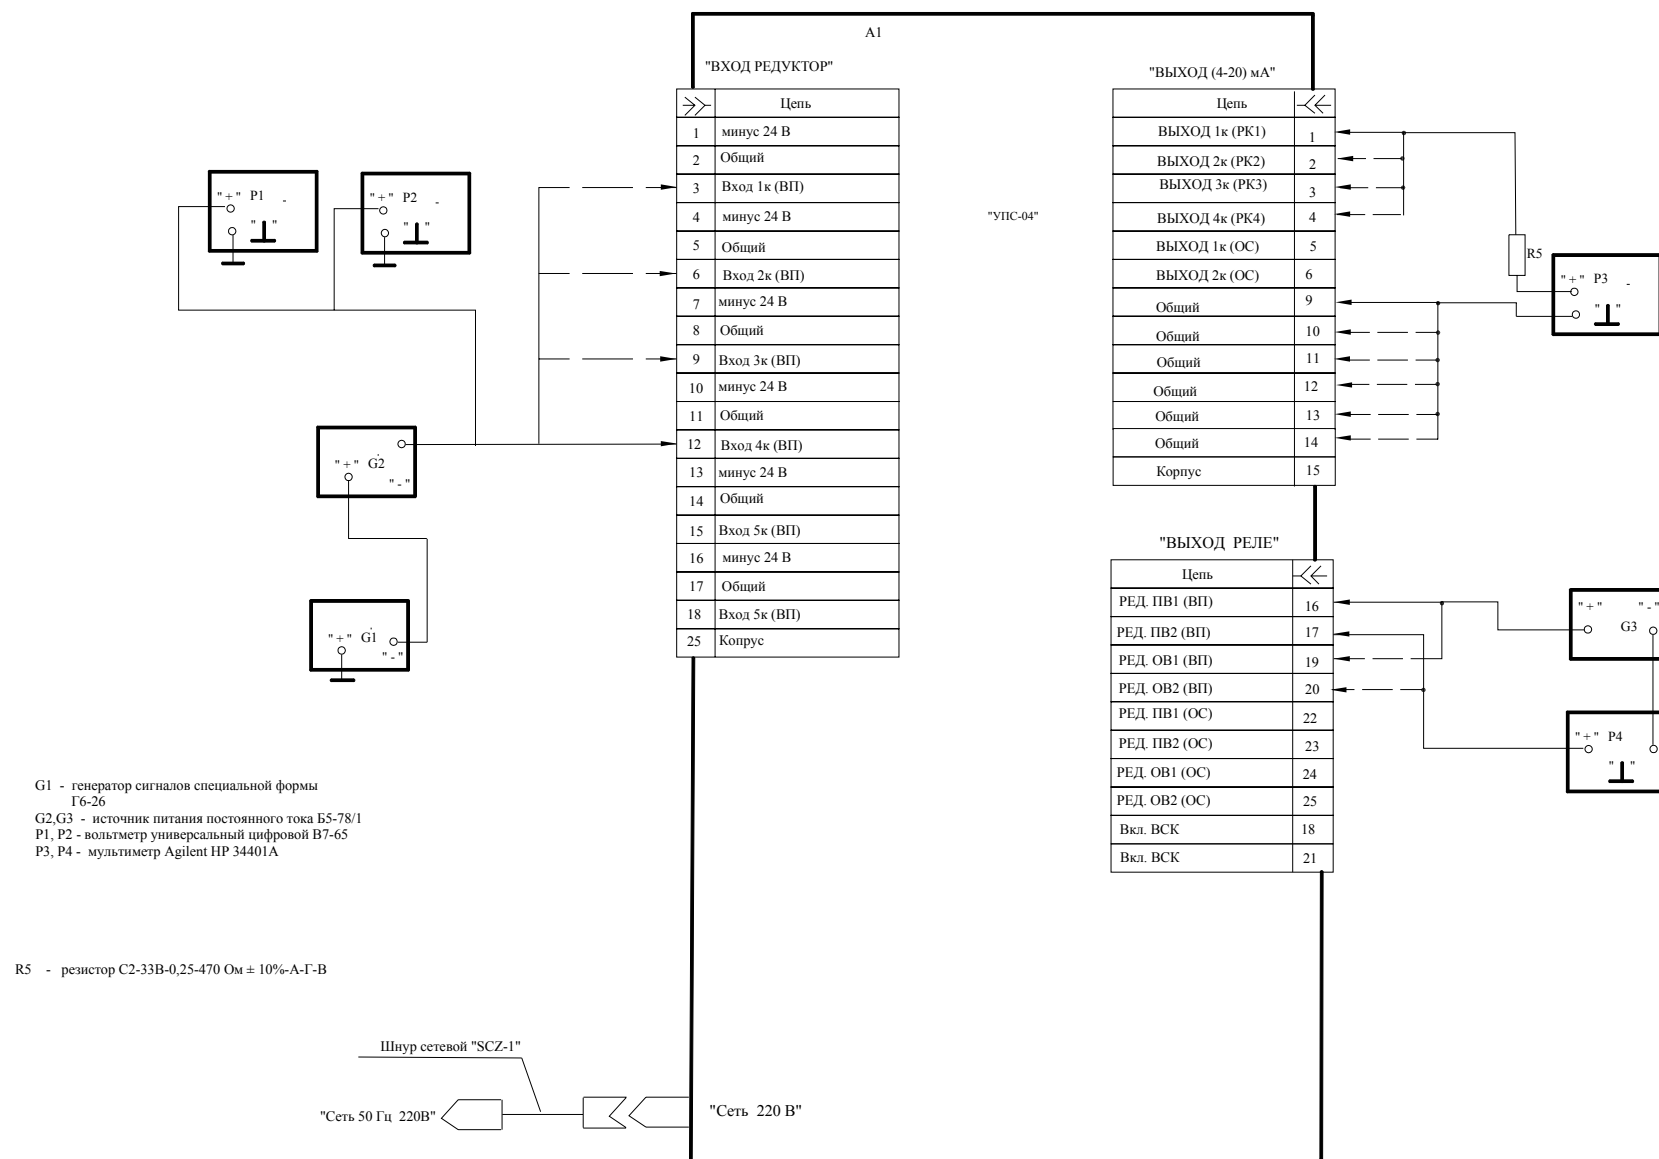 A1
"ВХОД РЕДУКТОР"
Цепь
1 минус 24 В
2 Общий
3 Вход 1к (ВП)
4 минус 24 В
5 Общий
6 Вход 2к (ВП)
7 минус 24 В
8 Общий
9 Вход 3к (ВП)
10 минус 24 В
11 Общий
12 Вход 4к (ВП)
13 минус 24 В
14 Общий
15 Вход 5к (ВП)
16 минус 24 В
17 Общий
18 Вход 5к (ВП)
25 Копрус
"УПС-04"
"ВЫХОД (4-20) мА"
Цепь
ВЫХОД 1к (РК1) 1
ВЫХОД 2к (РК2) 2
ВЫХОД 3к (РК3) 3
ВЫХОД 4к (РК4) 4
ВЫХОД 1к (ОС) 5
ВЫХОД 2к (ОС) 6
Общий 9
Общий 10
Общий 11
Общий 12
Общий 13
Общий 14
Корпус 15
"ВЫХОД РЕЛЕ"
Цепь
РЕД. ПВ1 (ВП) 16
РЕД. ПВ2 (ВП) 17
РЕД. ОВ1 (ВП) 19
РЕД. ОВ2 (ВП) 20
РЕД. ПВ1 (ОС) 22
РЕД. ПВ2 (ОС) 23
РЕД. ОВ1 (ОС) 24
РЕД. ОВ2 (ОС) 25
Вкл. ВСК 18
Вкл. ВСК 21
"+" P1 -
" "
"+" P2 -
" "
"+" G2
"-"
"+" G1
"-"
R5
"+" P3 -
" "
"+" "-"
G3
"+" P4
" "
G1 - генератор сигналов специальной формы
Г6-26
G2,G3 - источник питания постоянного тока Б5-78/1
P1, P2 - вольтметр универсальный цифровой В7-65
P3, P4 - мультиметр Agilent HP 34401A
R5 - резистор С2-33В-0,25-470 Ом ± 10%-А-Г-В
Шнур сетевой "SCZ-1"
"Сеть 50 Гц 220В"
"Сеть 220 В"